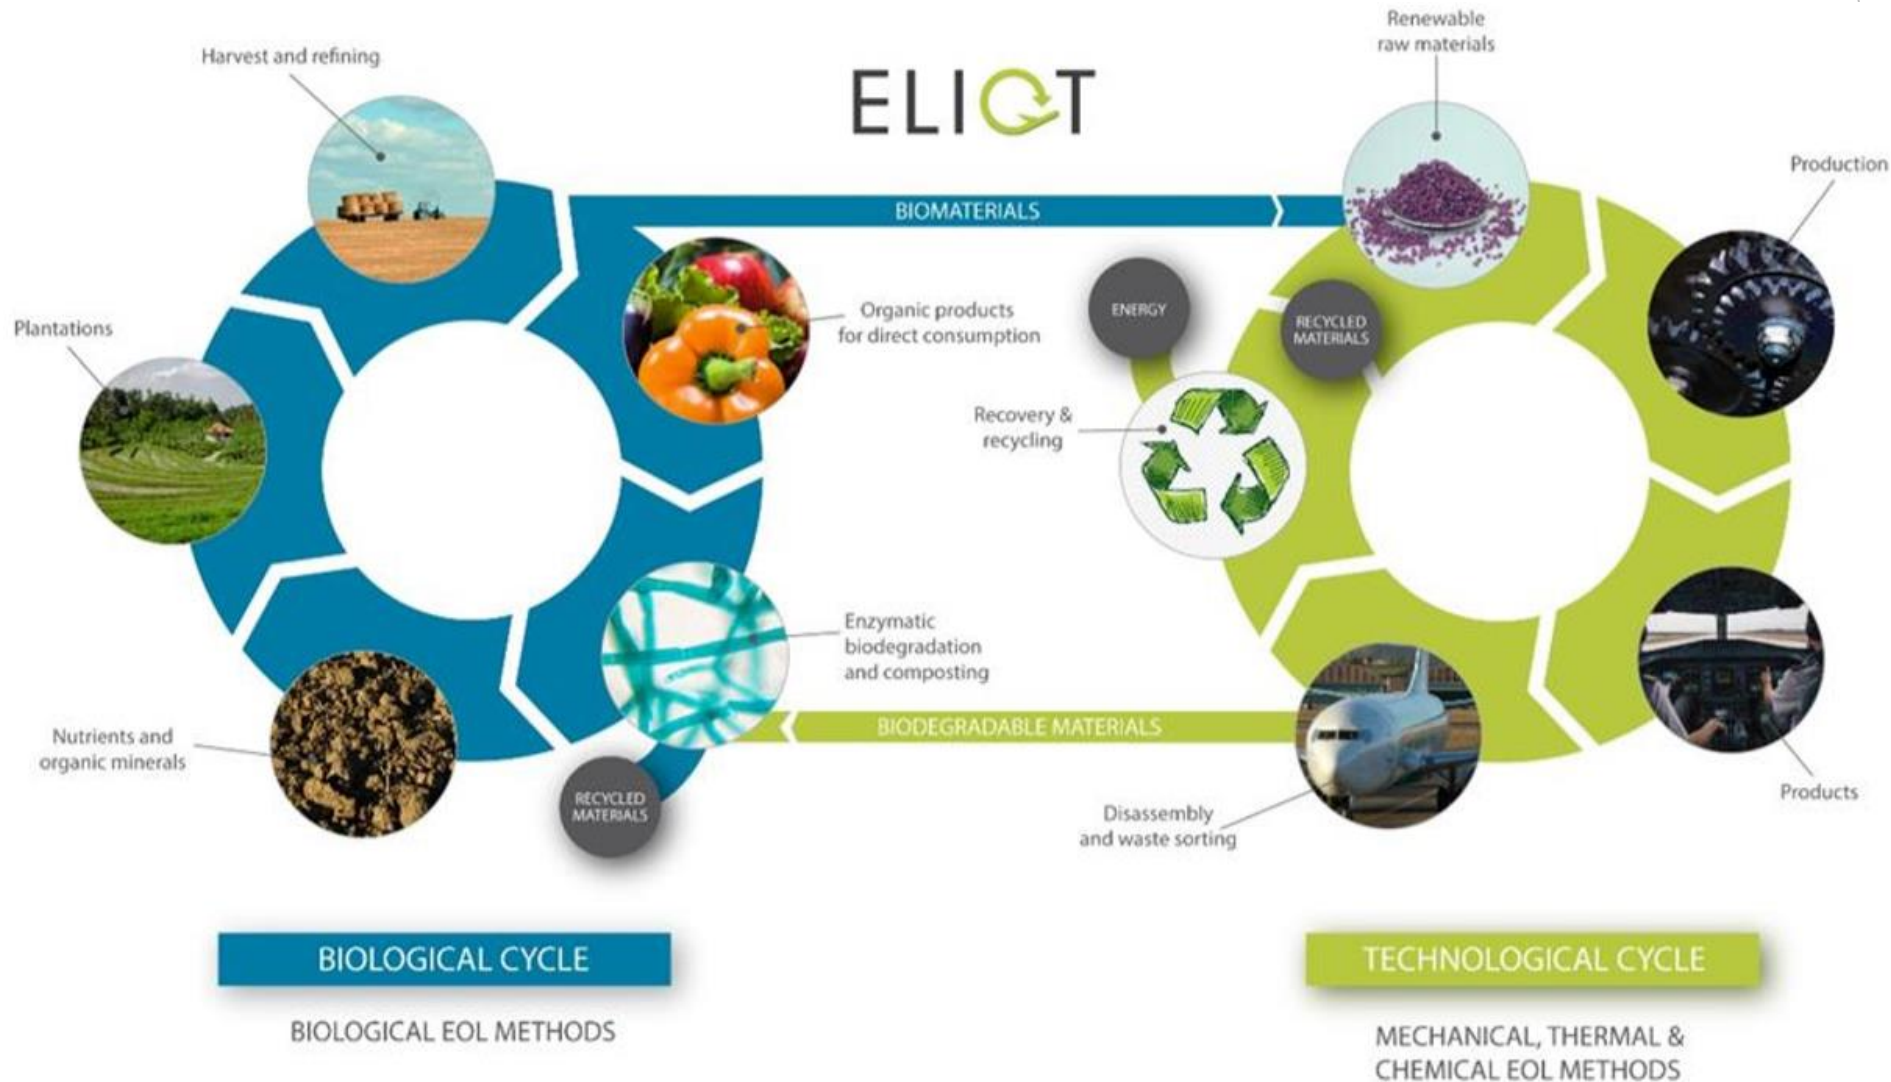 Harvest and refining
ELIOT
Renewable
raw materials
Production
BIOMATERIALS
Plantations
Organic products
for direct consumption
ENERGY
RECYCLED
MATERIALS
Recovery &
recycling
Enzymatic
biodegradation
and composting
BIODEGRADABLE MATERIALS
Nutrients and
organic minerals
RECYCLED
MATERIALS
Disassembly
and waste sorting
Products
BIOLOGICAL CYCLE
BIOLOGICAL EOL METHODS
TECHNOLOGICAL CYCLE
MECHANICAL, THERMAL &
CHEMICAL EOL METHODS